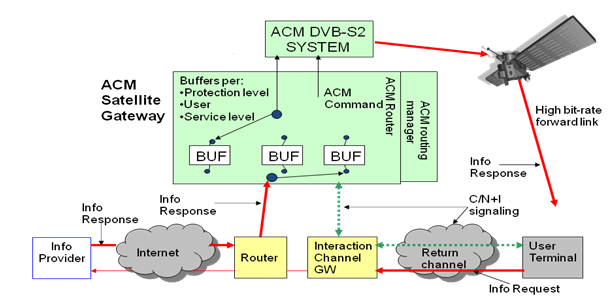 ACM DVB-S2
SYSTEM
ACM
Satellite
Gateway
Buffers per:
•Protection level
•User
•Service level
ACM
Command
ACM Router
ACM routing
manager
BUF
BUF
BUF
High bit-rate
forward link
Info
Response
Info
Response
Info
Response
C/N+I
signaling
Info
Provider
Internet
Router
Interaction
Channel
GW
Return
channel
User
Terminal
Info Request